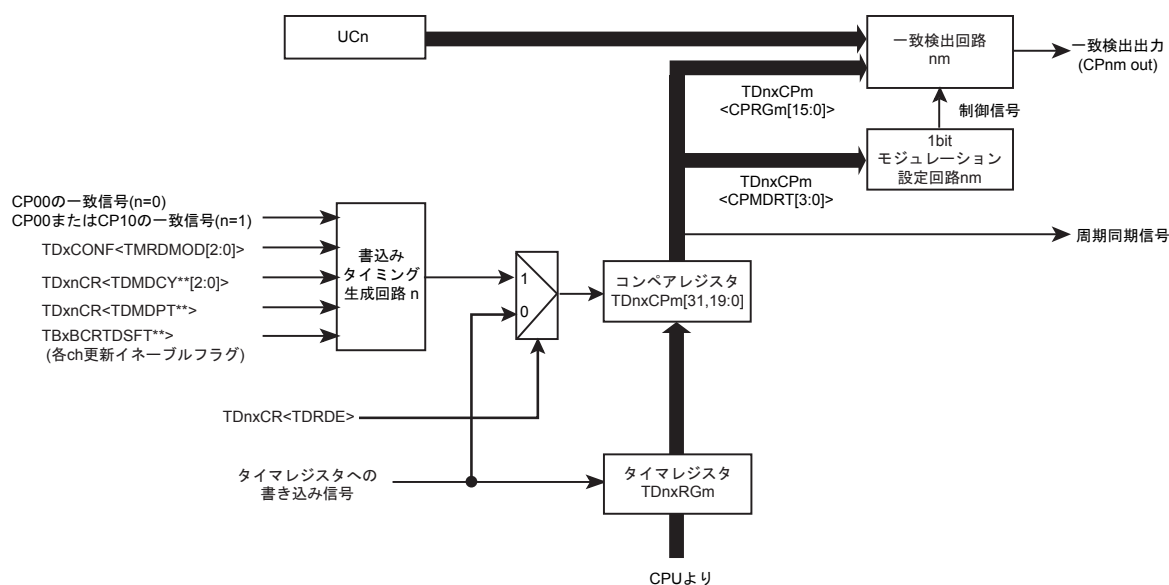 UCn
一致検出回路
nm
一致検出出力
(CPnm out)
TDnxCPm
<CPRGm[15:0]>
制御信号
1bit
モジュレーション
設定回路nm
TDnxCPm
<CPMDRT[3:0]>
CP00の一致信号(n=0)
CP00またはCP10の一致信号(n=1)
TDxCONF<TMRDMOD[2:0]>
TDxnCR<TDMDCY**[2:0]>
TDxnCR<TDMDPT**>
TBxBCRTDSFT**>
(各ch更新イネーブルフラグ)
書込み
タイミング
生成回路 n
1
0
コンペアレジスタ
TDnxCPm[31,19:0]
周期同期信号
TDnxCR<TDRDE>
タイマレジスタへの
書き込み信号
タイマレジスタ
TDnxRGm
CPUより